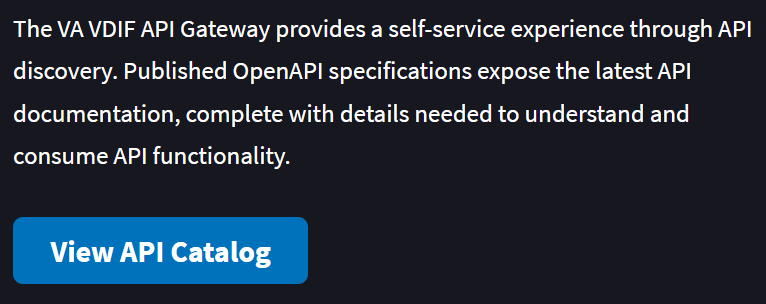 The VA VDIF API Gateway provides a self-service experience through API
discovery. Published OpenAPI specifications expose the latest API
documentation, complete with details needed to understand and
consume API functionality.
View API Catalog